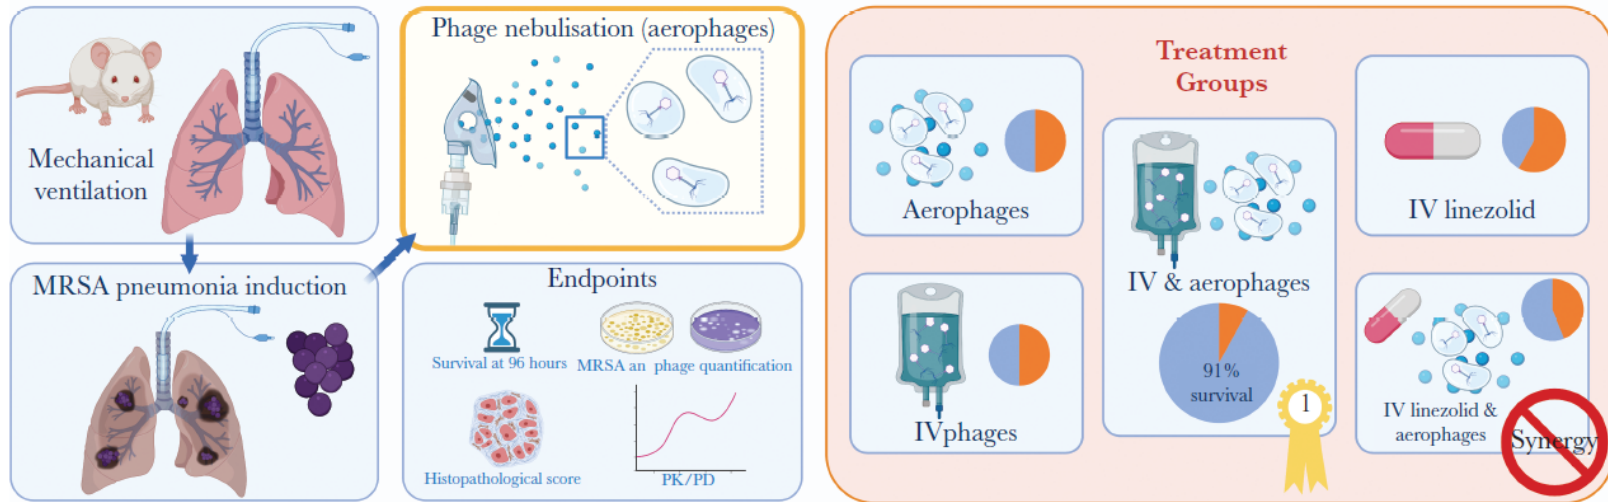 Mechanical
ventilation
MRSA pneumonia induction
Phage nebulisation (aerophages)
Endpoints
Survival at 96 hours
MRSA an phage quantification
Histopathological score
PK/PD
Treatment
Groups
Aerophages
IVphages
IV & aerophages
91%
survival
1
IV linezolid
IV linezolid &
aerophages
Synergy